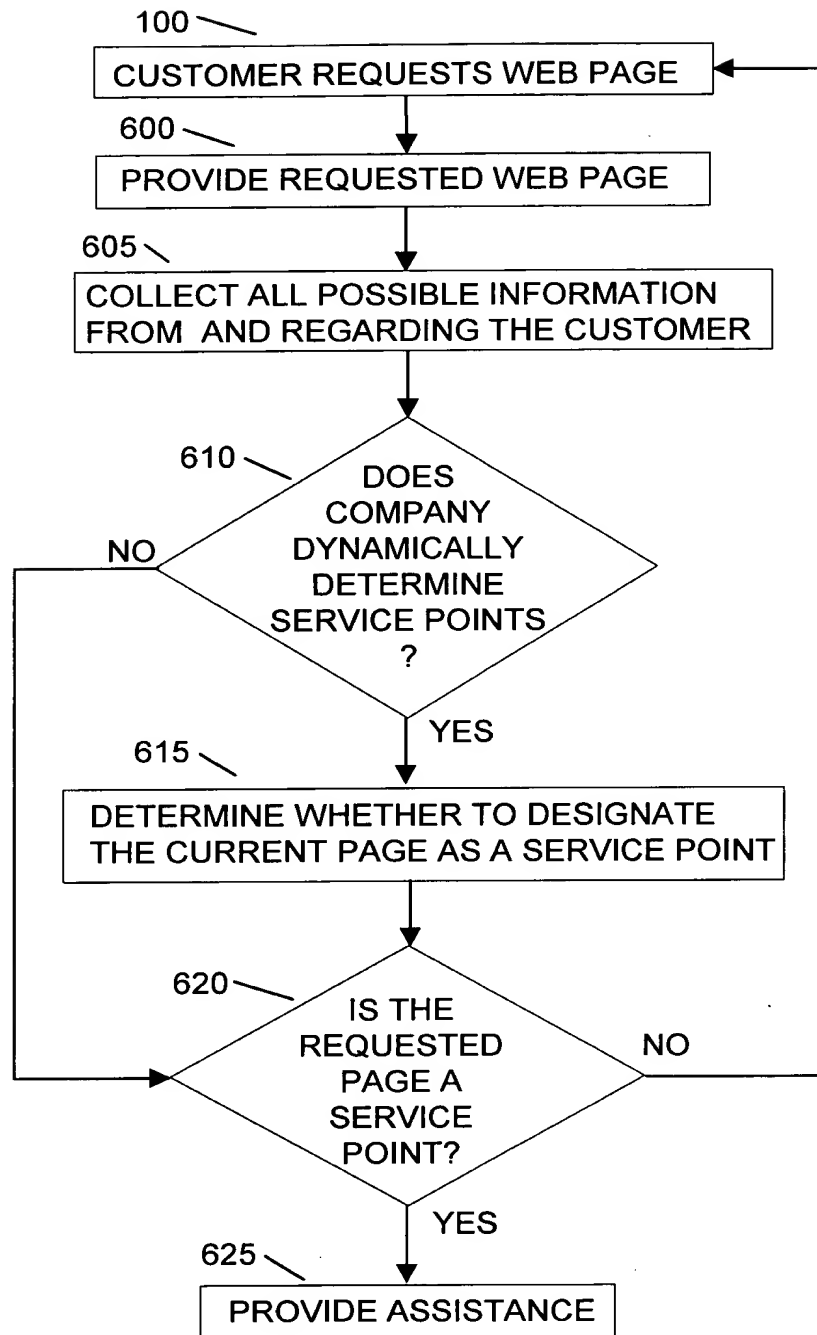 100
CUSTOMER REQUESTS WEB PAGE
600
PROVIDE REQUESTED WEB PAGE
605
COLLECT ALL POSSIBLE INFORMATION
FROM AND REGARDING THE CUSTOMER
610
DOES
COMPANY
DYNAMICALLY
DETERMINE
SERVICE POINTS
?
NO
YES
615
DETERMINE WHETHER TO DESIGNATE
THE CURRENT PAGE AS A SERVICE POINT
620
IS THE
REQUESTED
PAGE A
SERVICE
POINT?
NO
YES
625
PROVIDE ASSISTANCE